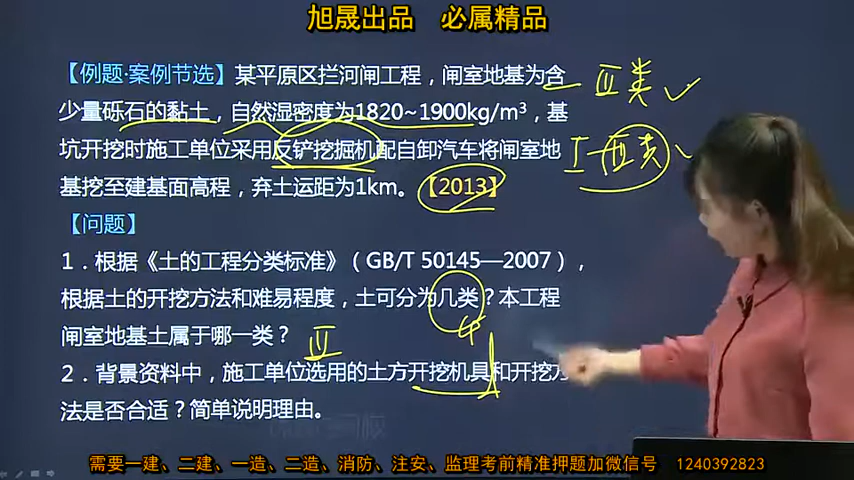 旭晟出品 必属精品
【例题·案例节选】某平原区拦河闸工程，闸室地基为含
少量砾石的黏土，自然湿密度为1820~1900kg/m³，基
坑开挖时施工单位采用反铲挖掘机配自卸汽车将闸室地
基挖至建基面高程，弃土运距为1km。【2013】
Ⅲ类
Ⅰ-Ⅲ类
【问题】
1．根据《土的工程分类标准》（GB/T 50145—2007），
根据土的开挖方法和难易程度，土可分为几类？本工程
闸室地基土属于哪一类？
4
Ⅲ
2．背景资料中，施工单位选用的土方开挖机具和开挖方
法是否合适？简单说明理由。
需要一建、二建、一造、二造、消防、注安、监理考前精准押题加微信号 1240392823